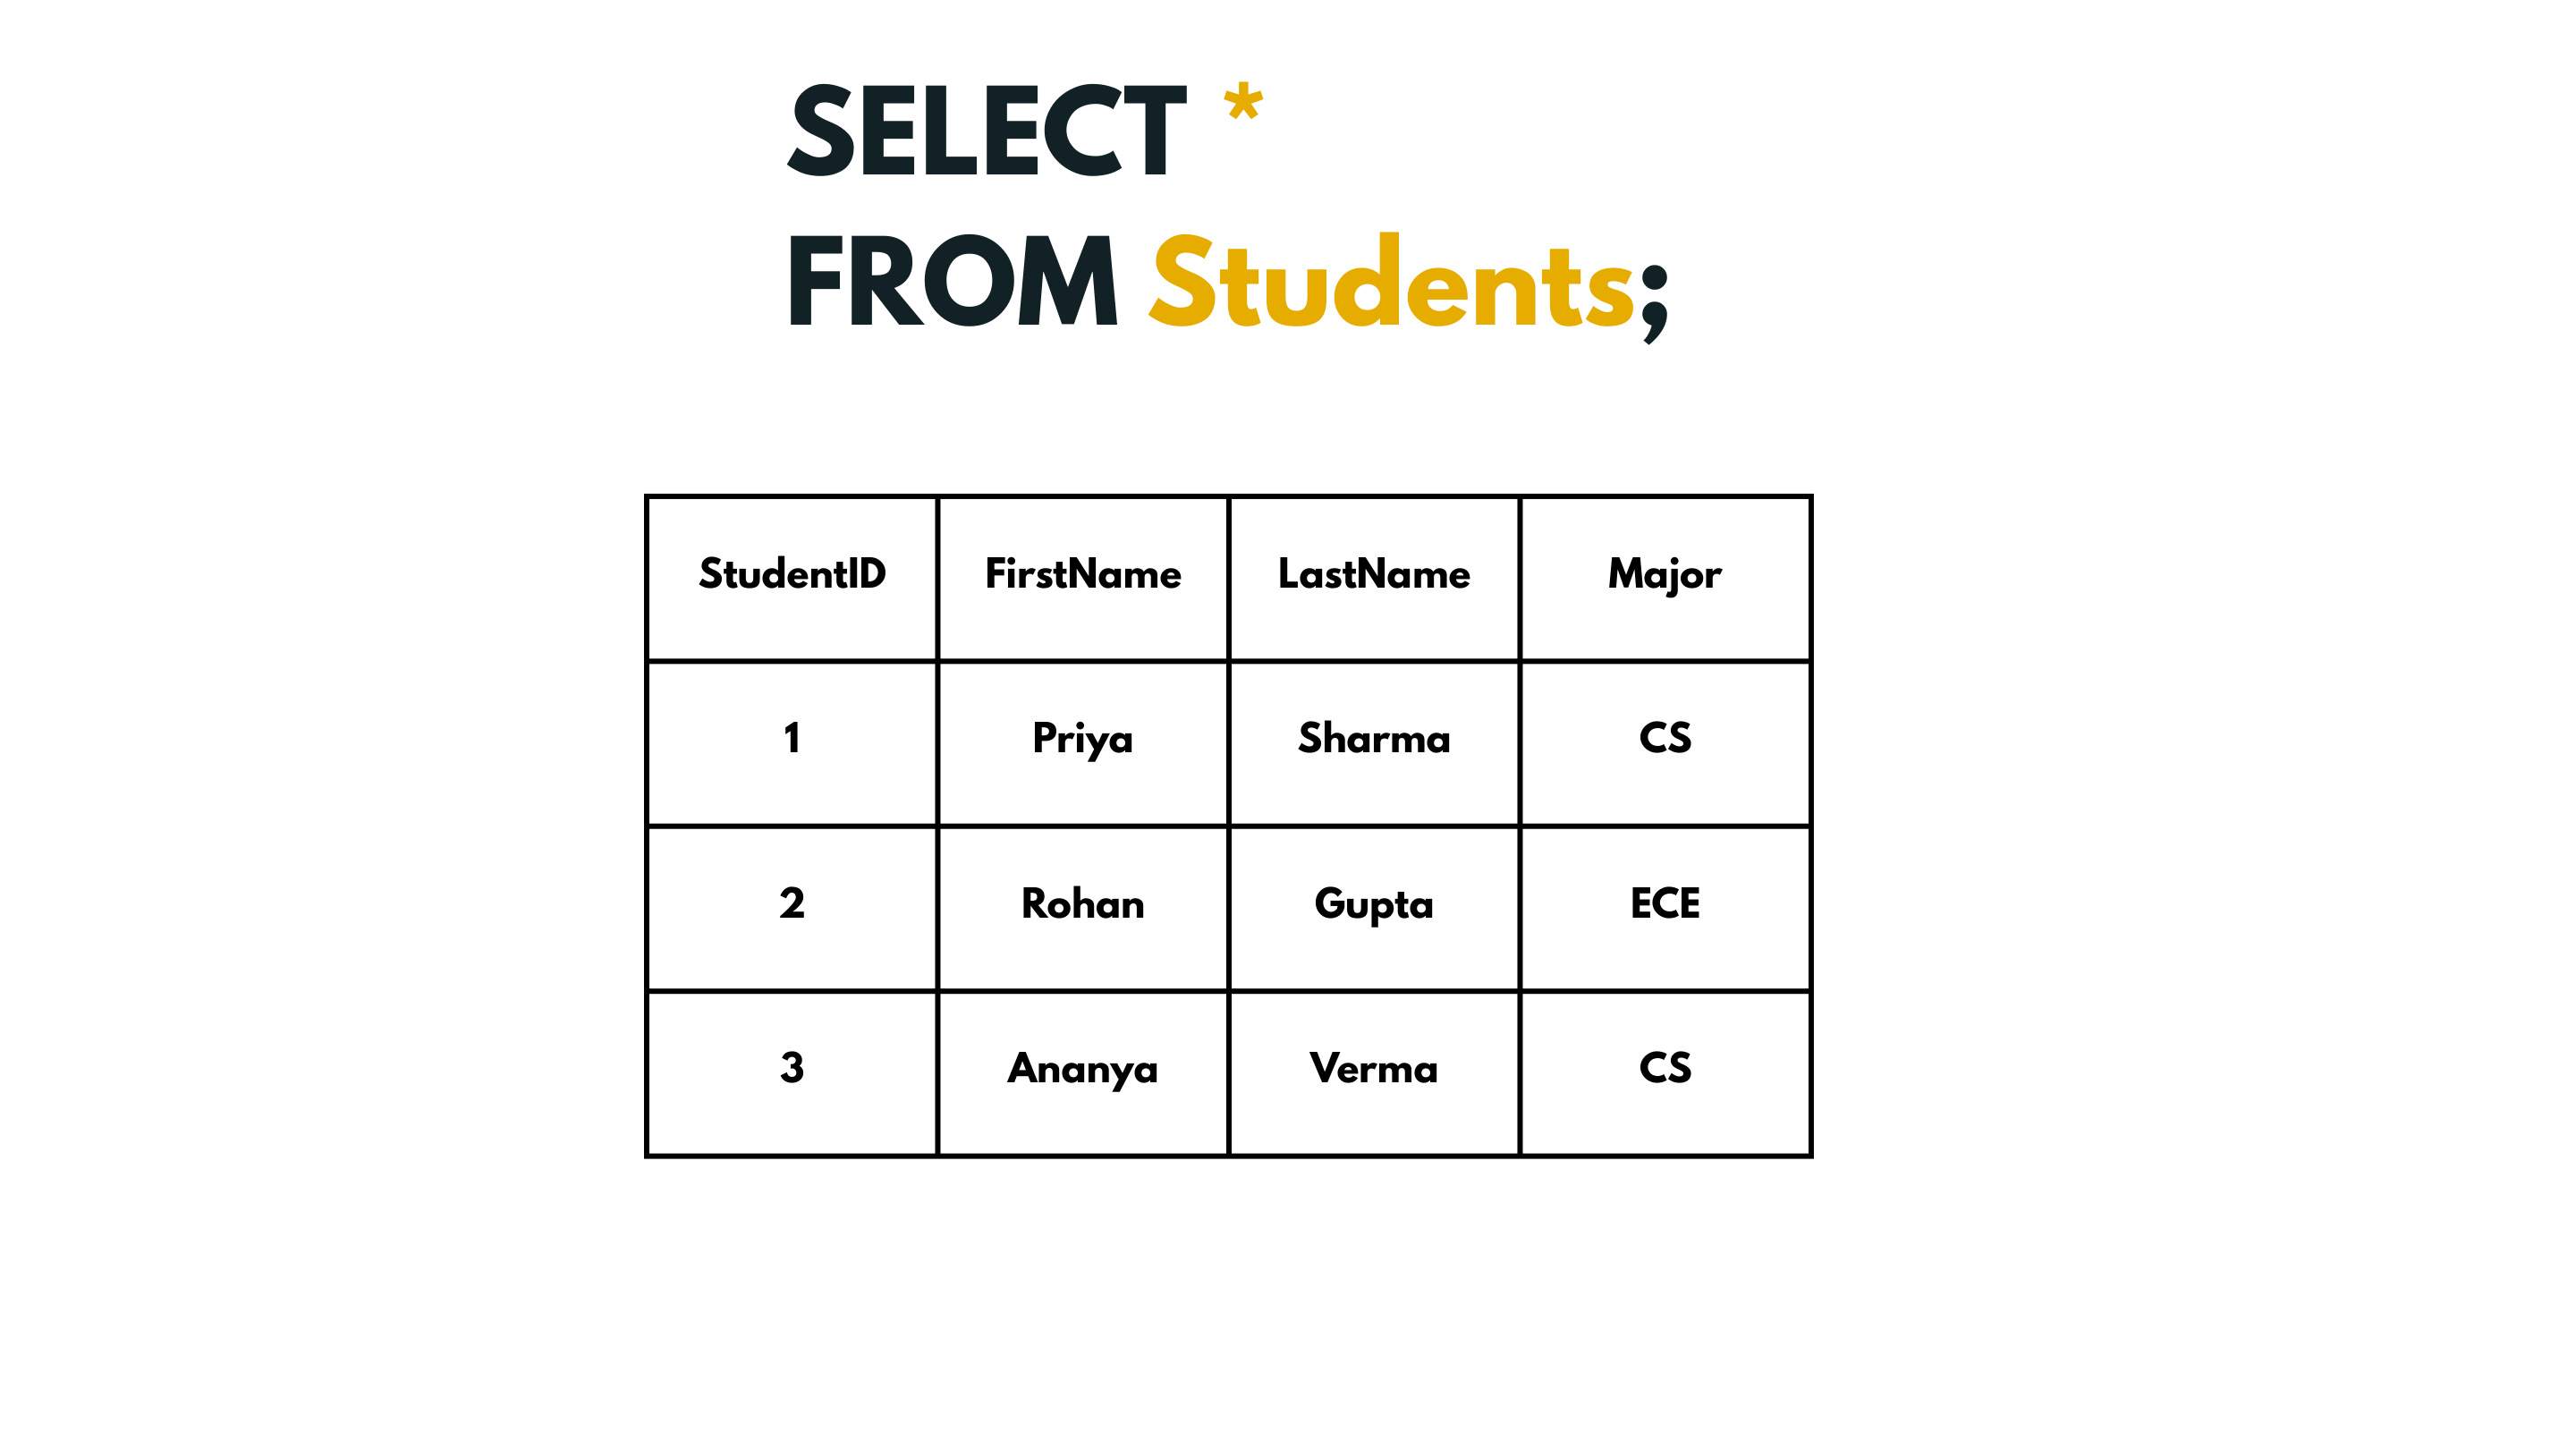 SELECT *
FROM Students;
StudentID FirstName LastName Major
1 Priya Sharma CS
2 Rohan Gupta ECE
3 Ananya Verma CS